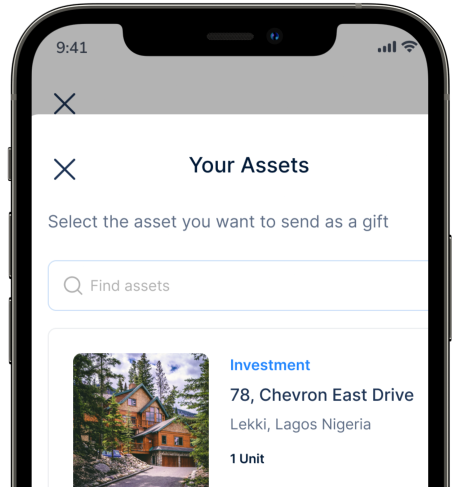 9:41
Your Assets
Select the asset you want to send as a gift
Find assets
Investment
78, Chevron East Drive
Lekki, Lagos Nigeria
1 Unit